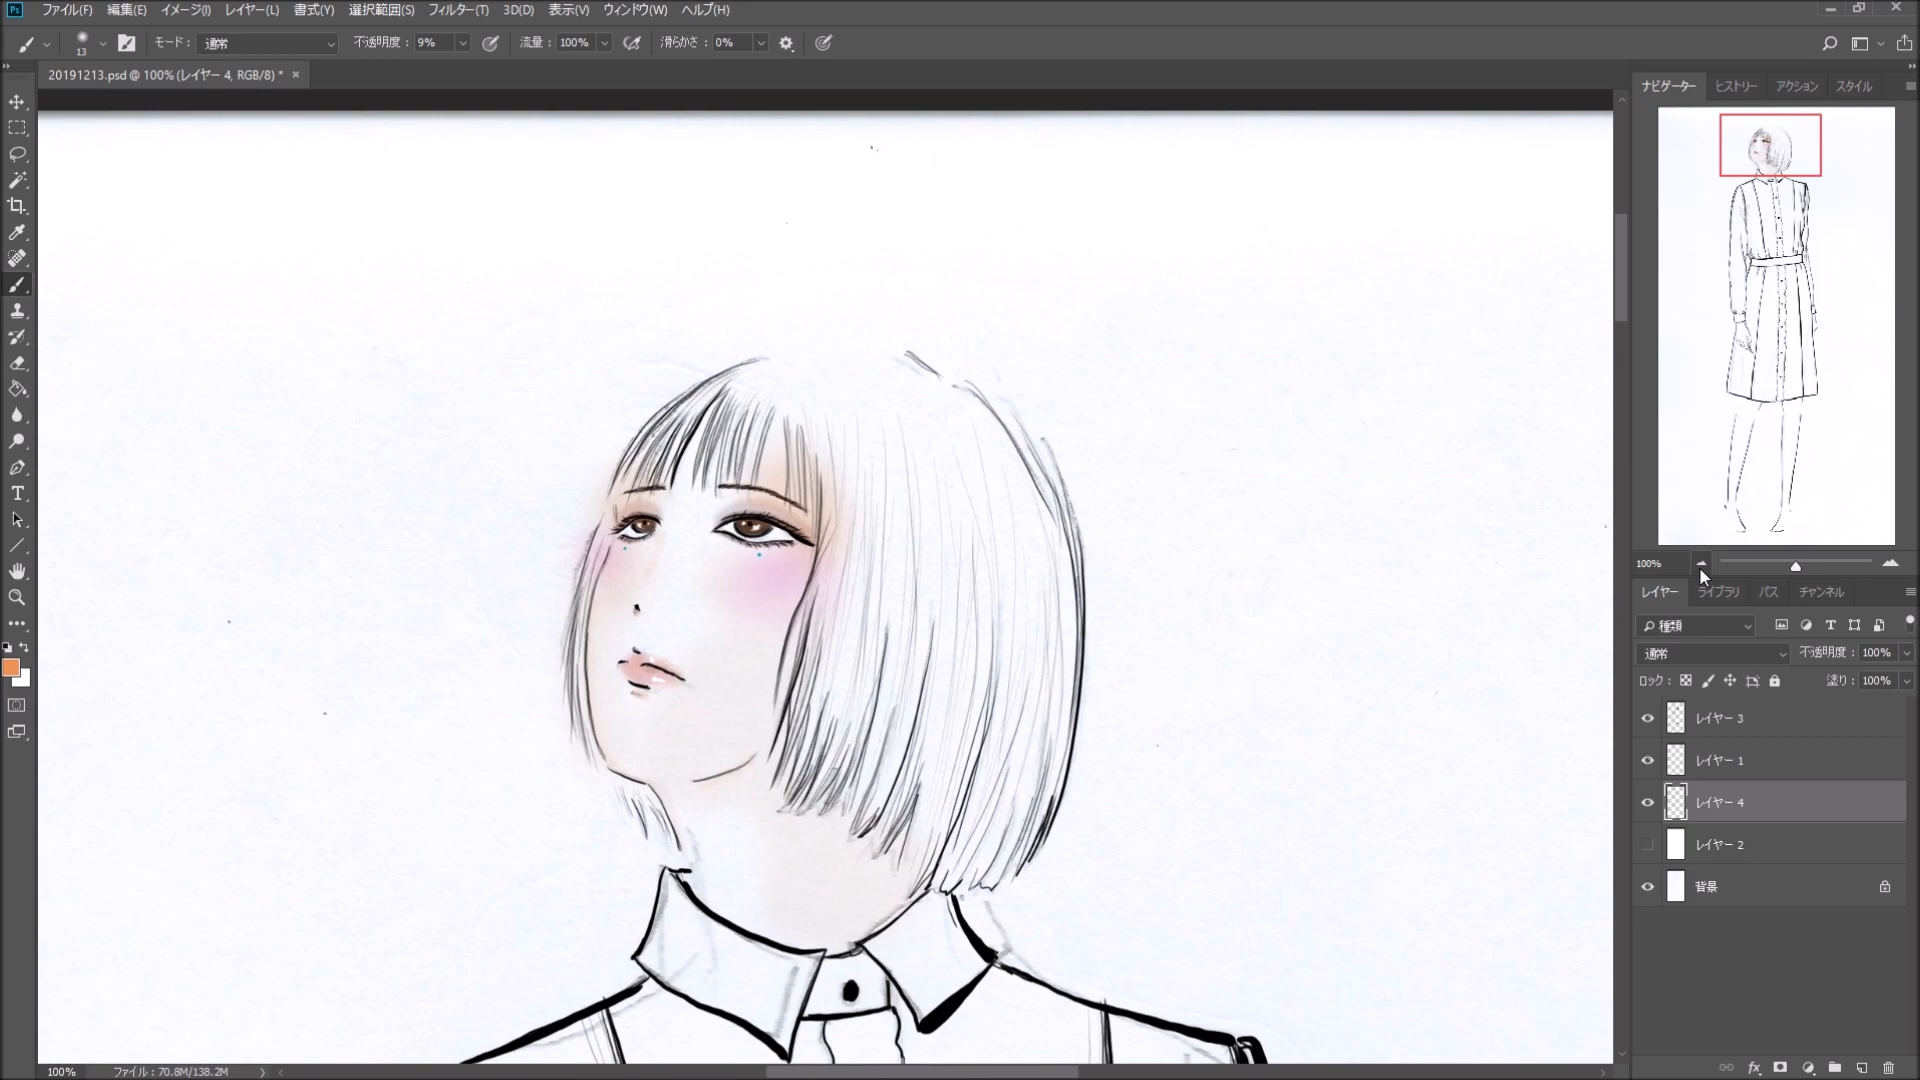 Ps ファイル(F) 編集(E) イメージ(I) レイヤー(L) 書式(Y) 選択範囲(S) フィルター(T) 3D(D) 表示(V) ウィンドウ(W) ヘルプ(H)
13 モード: 通常 不透明度: 9% 流量: 100% 滑らかさ: 0%
20191213.psd @ 100% (レイヤー 4, RGB/8) * ×
ナビゲーター ヒストリー アクション スタイル
100%
レイヤー ライブラリ パス チャンネル
種類
通常 不透明度: 100%
ロック: 塗り: 100%
レイヤー 3
レイヤー 1
レイヤー 4
レイヤー 2
背景
100% ファイル: 70.8M/138.2M